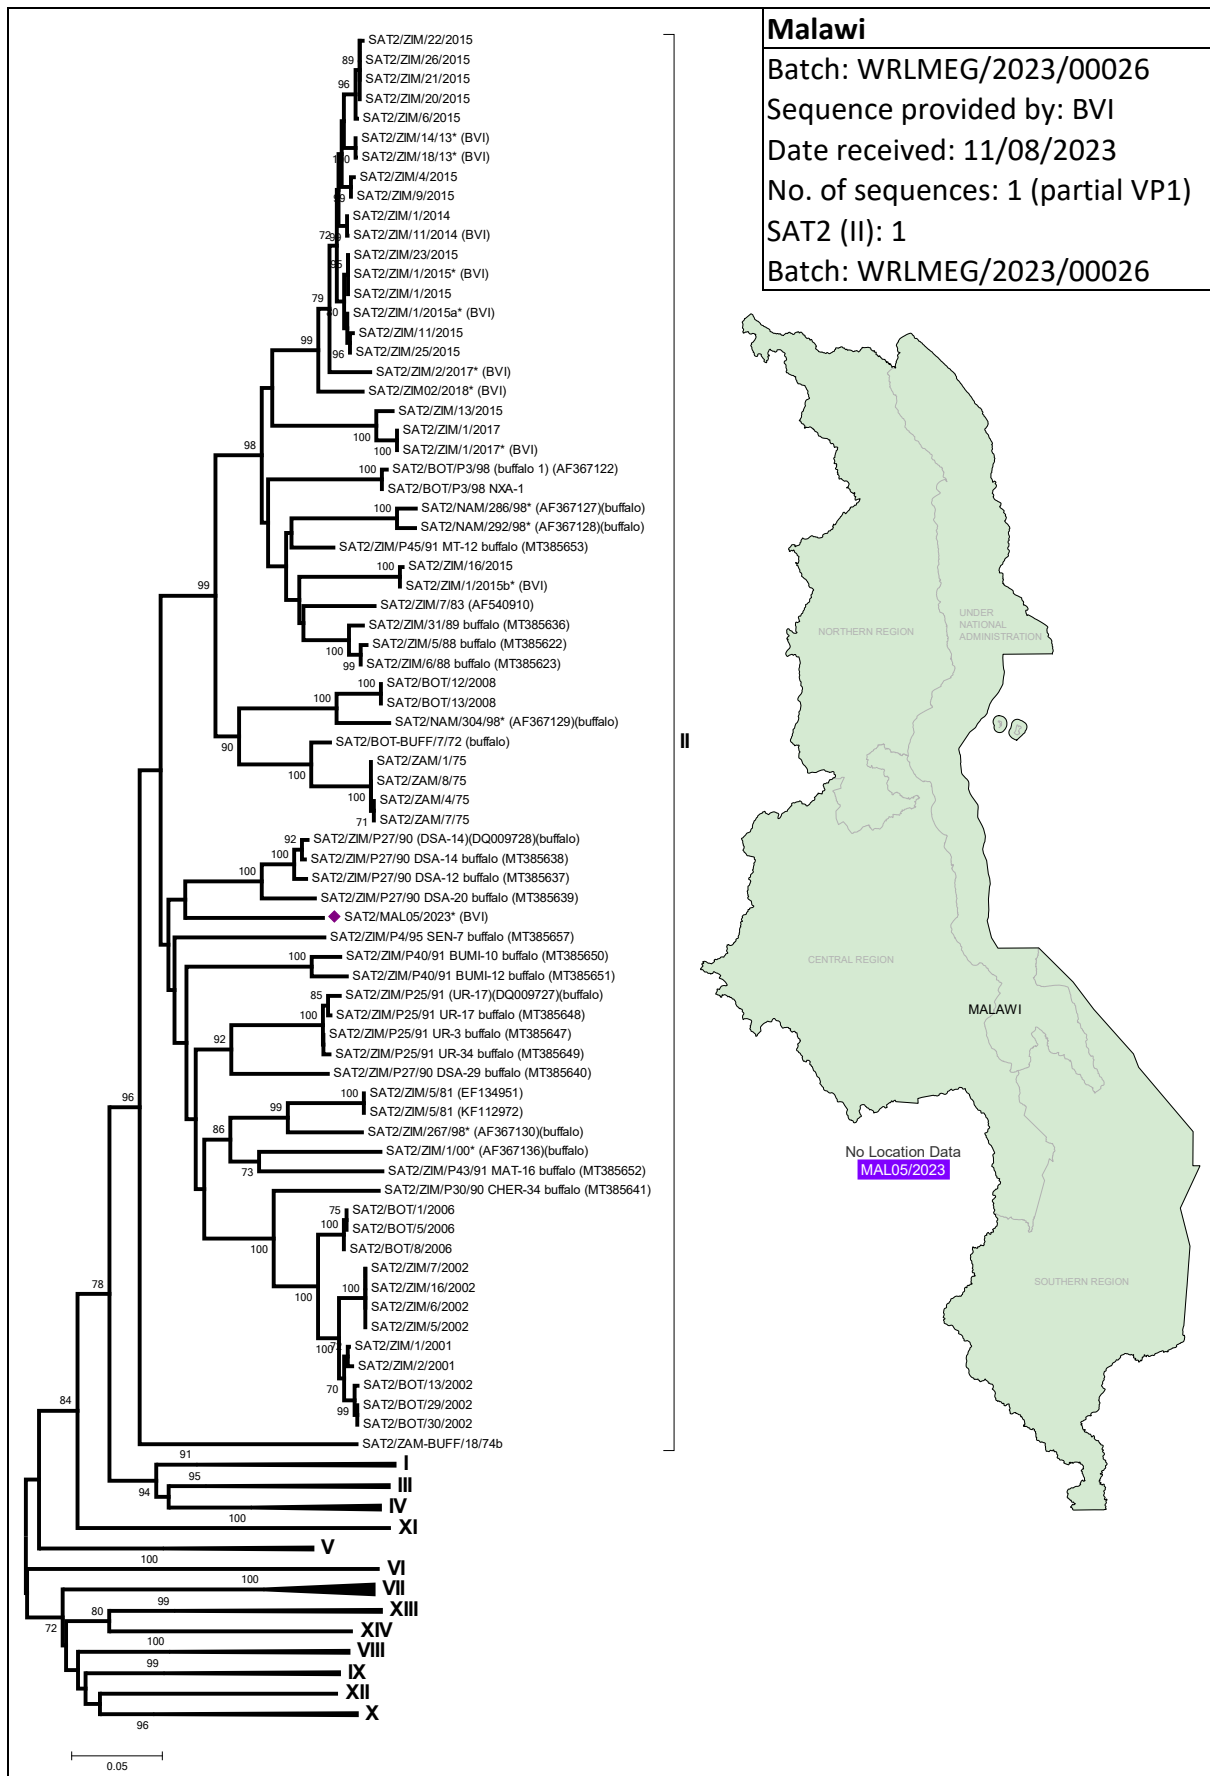 Malawi
Batch: WRLMEG/2023/00026
Sequence provided by: BVI
Date received: 11/08/2023
No. of sequences: 1 (partial VP1)
SAT2 (II): 1
Batch: WRLMEG/2023/00026
SAT2/ZIM/22/2015
89
SAT2/ZIM/26/2015
SAT2/ZIM/21/2015
96
SAT2/ZIM/20/2015
SAT2/ZIM/6/2015
SAT2/ZIM/14/13* (BVI)
SAT2/ZIM/18/13* (BVI)
SAT2/ZIM/4/2015
SAT2/ZIM/9/2015
SAT2/ZIM/1/2014
72
SAT2/ZIM/11/2014 (BVI)
SAT2/ZIM/23/2015
SAT2/ZIM/1/2015* (BVI)
SAT2/ZIM/1/2015
79
SAT2/ZIM/1/2015a* (BVI)
SAT2/ZIM/11/2015
99
96
SAT2/ZIM/25/2015
SAT2/ZIM/2/2017* (BVI)
SAT2/ZIM02/2018* (BVI)
SAT2/ZIM/13/2015
SAT2/ZIM/1/2017
100
98
100
SAT2/ZIM/1/2017* (BVI)
100
SAT2/BOT/P3/98 (buffalo 1) (AF367122)
SAT2/BOT/P3/98 NXA-1
100
SAT2/NAM/286/98* (AF367127)(buffalo)
SAT2/NAM/292/98* (AF367128)(buffalo)
SAT2/ZIM/P45/91 MT-12 buffalo (MT385653)
100
SAT2/ZIM/16/2015
99
SAT2/ZIM/1/2015b* (BVI)
SAT2/ZIM/7/83 (AF540910)
SAT2/ZIM/31/89 buffalo (MT385636)
100
SAT2/ZIM/5/88 buffalo (MT385622)
99
SAT2/ZIM/6/88 buffalo (MT385623)
100
SAT2/BOT/12/2008
100
SAT2/BOT/13/2008
SAT2/NAM/304/98* (AF367129)(buffalo)
90
SAT2/BOT-BUFF/7/72 (buffalo)
SAT2/ZAM/1/75
100
SAT2/ZAM/8/75
100
SAT2/ZAM/4/75
71
SAT2/ZAM/7/75
92
SAT2/ZIM/P27/90 (DSA-14)(DQ009728)(buffalo)
100
SAT2/ZIM/P27/90 DSA-14 buffalo (MT385638)
100
SAT2/ZIM/P27/90 DSA-12 buffalo (MT385637)
SAT2/ZIM/P27/90 DSA-20 buffalo (MT385639)
SAT2/MAL05/2023* (BVI)
SAT2/ZIM/P4/95 SEN-7 buffalo (MT385657)
100
SAT2/ZIM/P40/91 BUMI-10 buffalo (MT385650)
SAT2/ZIM/P40/91 BUMI-12 buffalo (MT385651)
85
SAT2/ZIM/P25/91 (UR-17)(DQ009727)(buffalo)
100
SAT2/ZIM/P25/91 UR-17 buffalo (MT385648)
SAT2/ZIM/P25/91 UR-3 buffalo (MT385647)
92
SAT2/ZIM/P25/91 UR-34 buffalo (MT385649)
SAT2/ZIM/P27/90 DSA-29 buffalo (MT385640)
100
SAT2/ZIM/5/81 (EF134951)
96
99
SAT2/ZIM/5/81 (KF112972)
SAT2/ZIM/267/98* (AF367130)(buffalo)
86
SAT2/ZIM/1/00* (AF367136)(buffalo)
73
SAT2/ZIM/P43/91 MAT-16 buffalo (MT385652)
SAT2/ZIM/P30/90 CHER-34 buffalo (MT385641)
75
SAT2/BOT/1/2006
100
SAT2/BOT/5/2006
100
SAT2/BOT/8/2006
SAT2/ZIM/7/2002
78
100
SAT2/ZIM/16/2002
100
SAT2/ZIM/6/2002
SAT2/ZIM/5/2002
100
SAT2/ZIM/1/2001
SAT2/ZIM/2/2001
70
SAT2/BOT/13/2002
84
99
SAT2/BOT/29/2002
SAT2/BOT/30/2002
SAT2/ZAM-BUFF/18/74b
II
91
I
95
III
94
IV
100
XI
V
100
VI
100
VII
99
XIII
80
72
XIV
100
VIII
99
IX
XII
96
X
0.05
NORTHERN REGION
UNDER
NATIONAL
ADMINISTRATION
CENTRAL REGION
MALAWI
No Location Data
MAL05/2023
SOUTHERN REGION